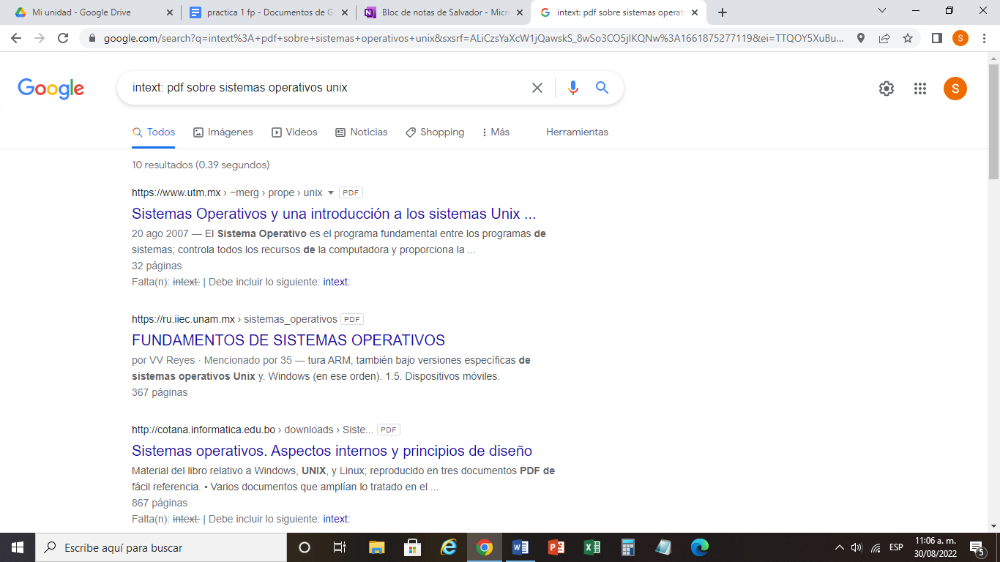 Mi unidad - Google Drive
practica 1 fp - Documentos de G
Bloc de notas de Salvador - Micro
intext: pdf sobre sistemas operati
google.com/search?q=intext%3A+pdf+sobre+sistemas+operativos+unix&sxsrf=ALiCzsYaXcW1jQawskS_8wSo3CO5jlKQNw%3A1661875277119&ei=TTQOY5XuBu...
S
Google
intext: pdf sobre sistemas operativos unix
S
Todos
Imágenes
Videos
Noticias
Shopping
Más
Herramientas
10 resultados (0.39 segundos)
https://www.utm.mx › ~merg › prope › unix PDF
Sistemas Operativos y una introducción a los sistemas Unix ...
20 ago 2007 — El Sistema Operativo es el programa fundamental entre los programas de
sistemas; controla todos los recursos de la computadora y proporciona la ...
32 páginas
Falta(n): intext: | Debe incluir lo siguiente: intext:
https://ru.iiec.unam.mx › sistemas_operativos PDF
FUNDAMENTOS DE SISTEMAS OPERATIVOS
por VV Reyes · Mencionado por 35 — tura ARM, también bajo versiones específicas de
sistemas operativos Unix y. Windows (en ese orden). 1.5. Dispositivos móviles.
367 páginas
http://cotana.informatica.edu.bo › downloads › Siste... PDF
Sistemas operativos. Aspectos internos y principios de diseño
Material del libro relativo a Windows, UNIX, y Linux; reproducido en tres documentos PDF de
fácil referencia. • Varios documentos que amplían lo tratado en el ...
867 páginas
Falta(n): intext: | Debe incluir lo siguiente: intext:
Escribe aquí para buscar
ESP
11:06 a. m.
30/08/2022
5